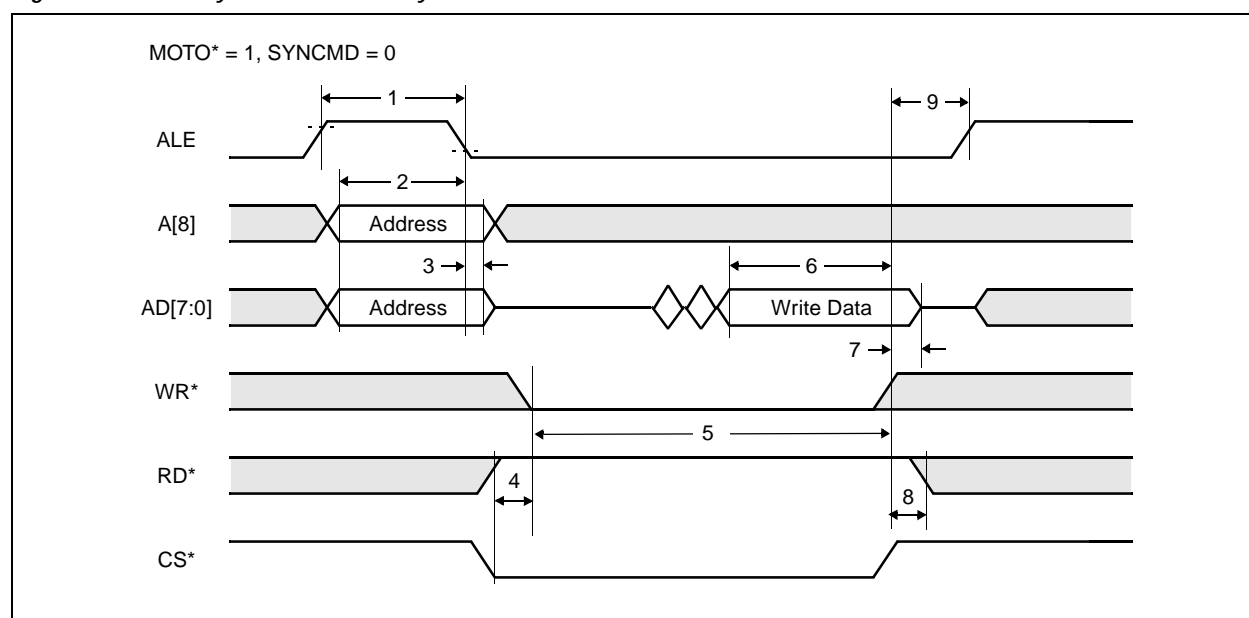 MOTO* = 1, SYNCMD = 0
1
9
ALE
2
A[8]
Address
3
6
AD[7:0]
Address
Write Data
7
WR*
5
RD*
4
8
CS*